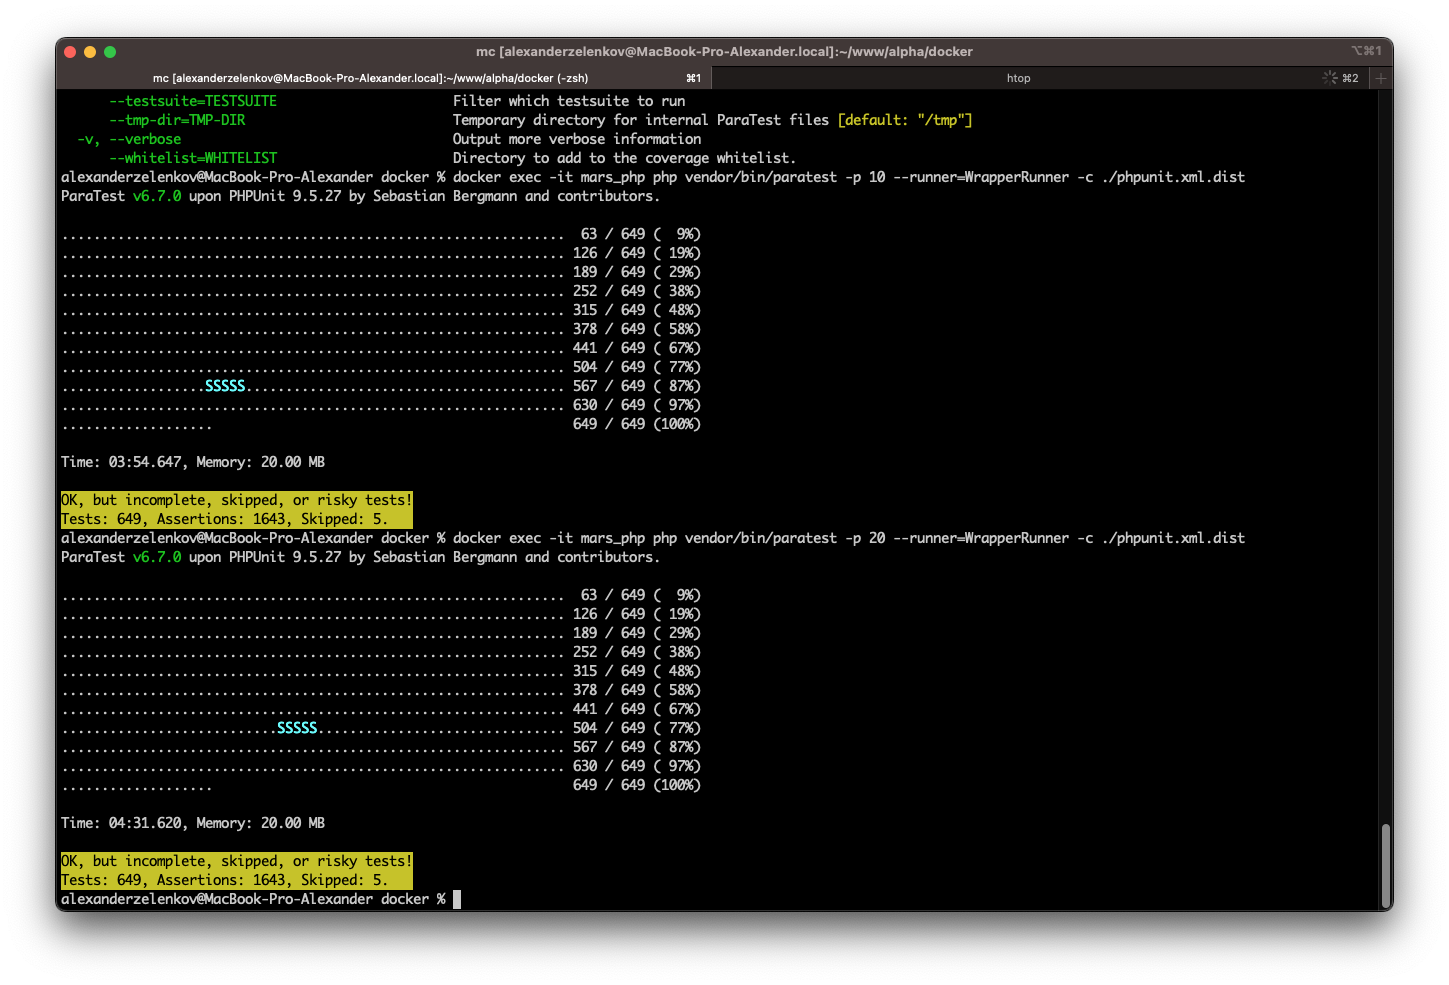 mc [alexanderzelenkov@MacBook-Pro-Alexander.local]:~/www/alpha/docker ⌥⌘1
mc [alexanderzelenkov@MacBook-Pro-Alexander.local]:~/www/alpha/docker (-zsh) ⌘1 htop ⌘2 +
--testsuite=TESTSUITE Filter which testsuite to run
--tmp-dir=TMP-DIR Temporary directory for internal ParaTest files [default: "/tmp"]
-v, --verbose Output more verbose information
--whitelist=WHITELIST Directory to add to the coverage whitelist.
alexanderzelenkov@MacBook-Pro-Alexander docker % docker exec -it mars_php php vendor/bin/paratest -p 10 --runner=WrapperRunner -c ./phpunit.xml.dist
ParaTest v6.7.0 upon PHPUnit 9.5.27 by Sebastian Bergmann and contributors.
............................................................... 63 / 649 (  9%)
............................................................... 126 / 649 ( 19%)
............................................................... 189 / 649 ( 29%)
............................................................... 252 / 649 ( 38%)
............................................................... 315 / 649 ( 48%)
............................................................... 378 / 649 ( 58%)
............................................................... 441 / 649 ( 67%)
............................................................... 504 / 649 ( 77%)
..................SSSSS........................................ 567 / 649 ( 87%)
............................................................... 630 / 649 ( 97%)
................... 649 / 649 (100%)
Time: 03:54.647, Memory: 20.00 MB
OK, but incomplete, skipped, or risky tests!
Tests: 649, Assertions: 1643, Skipped: 5.
alexanderzelenkov@MacBook-Pro-Alexander docker % docker exec -it mars_php php vendor/bin/paratest -p 20 --runner=WrapperRunner -c ./phpunit.xml.dist
ParaTest v6.7.0 upon PHPUnit 9.5.27 by Sebastian Bergmann and contributors.
............................................................... 63 / 649 (  9%)
............................................................... 126 / 649 ( 19%)
............................................................... 189 / 649 ( 29%)
............................................................... 252 / 649 ( 38%)
............................................................... 315 / 649 ( 48%)
............................................................... 378 / 649 ( 58%)
............................................................... 441 / 649 ( 67%)
...........................SSSSS............................... 504 / 649 ( 77%)
............................................................... 567 / 649 ( 87%)
............................................................... 630 / 649 ( 97%)
................... 649 / 649 (100%)
Time: 04:31.620, Memory: 20.00 MB
OK, but incomplete, skipped, or risky tests!
Tests: 649, Assertions: 1643, Skipped: 5.
alexanderzelenkov@MacBook-Pro-Alexander docker %